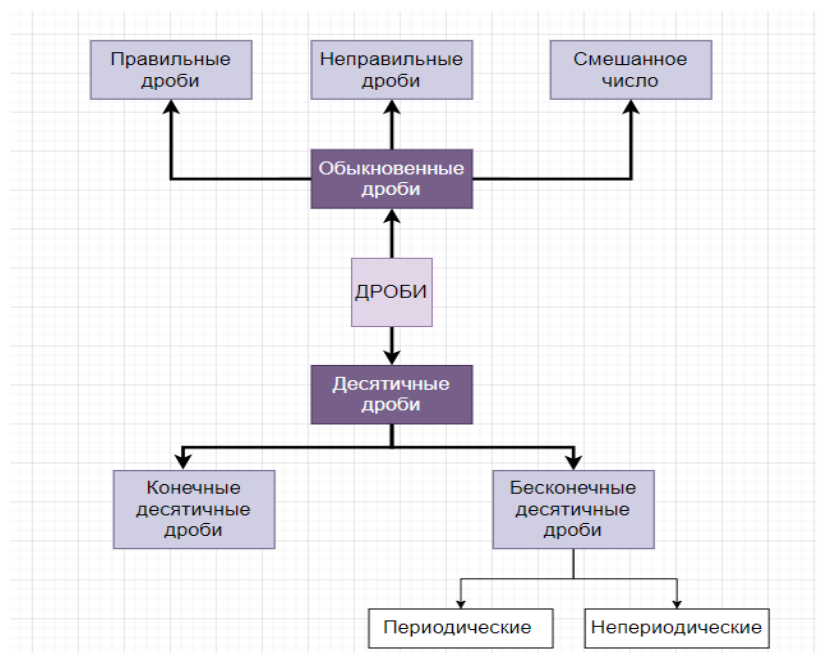 Правильные
дроби
Неправильные
дроби
Смешанное
число
Обыкновенные
дроби
ДРОБИ
Десятичные
дроби
Конечные
десятичные
дроби
Бесконечные
десятичные
дроби
Периодические
Непериодические